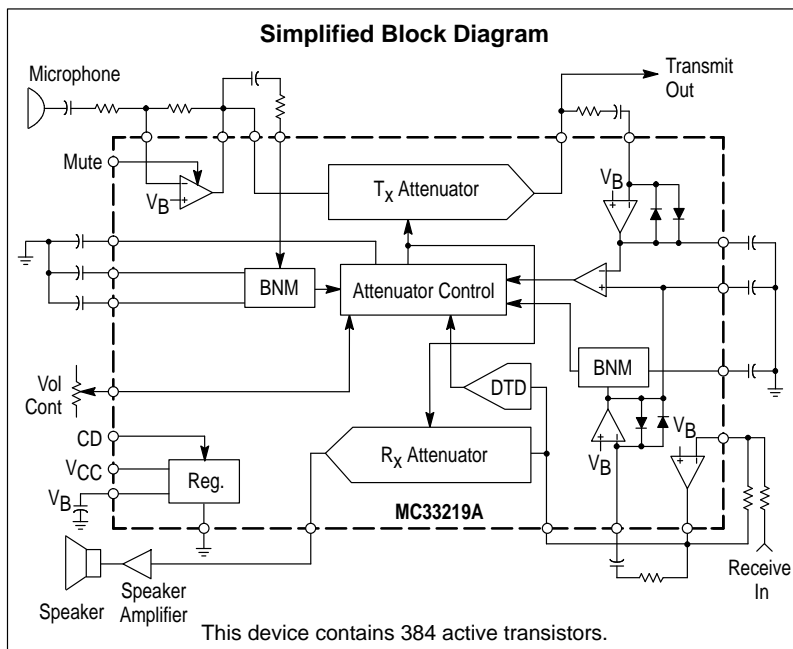 Simplified Block Diagram
Microphone
Transmit
Out
Mute
VB
Tx Attenuator
VB
BNM
Attenuator Control
BNM
Vol
Cont
DTD
CD
VCC
VB
Reg.
Rx Attenuator
VB
VB
MC33219A
Speaker
Speaker
Amplifier
Receive
In
This device contains 384 active transistors.